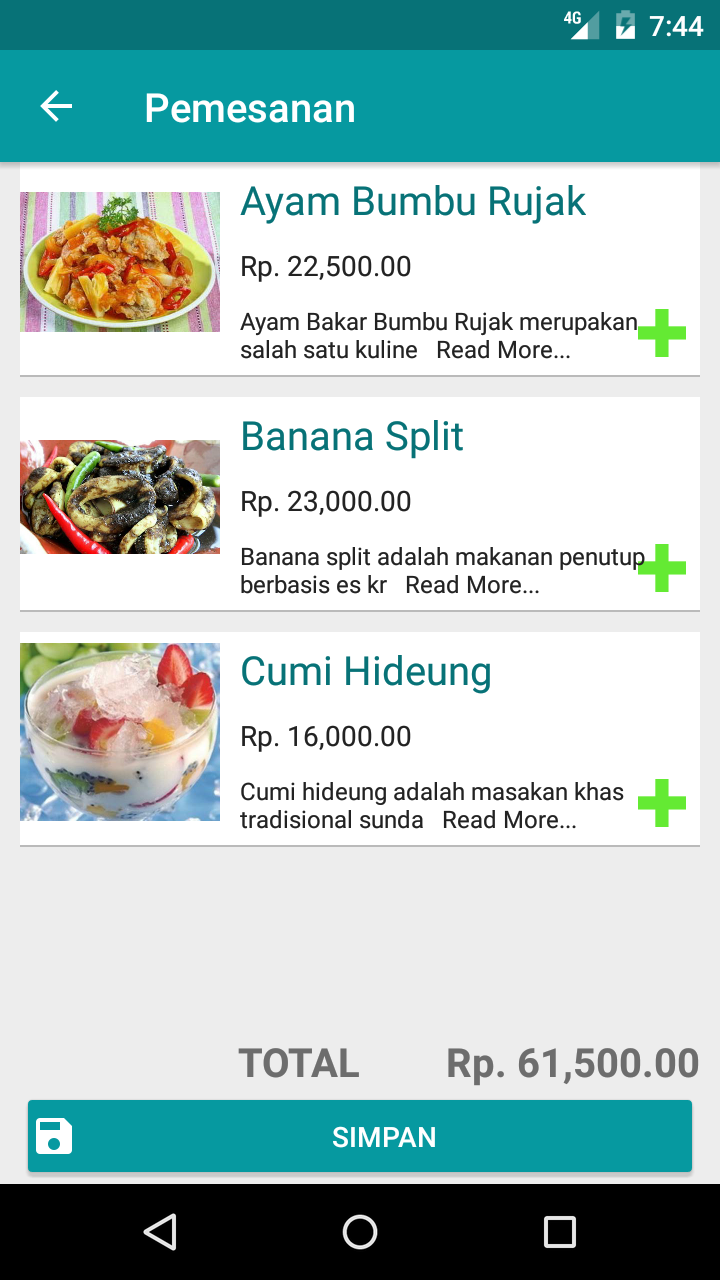 4G 7:44
Pemesanan
Ayam Bumbu Rujak
Rp. 22,500.00
Ayam Bakar Bumbu Rujak merupakan
salah satu kuline Read More...
Banana Split
Rp. 23,000.00
Banana split adalah makanan penutup
berbasis es kr Read More...
Cumi Hideung
Rp. 16,000.00
Cumi hideung adalah masakan khas
tradisional sunda Read More...
TOTAL Rp. 61,500.00
SIMPAN